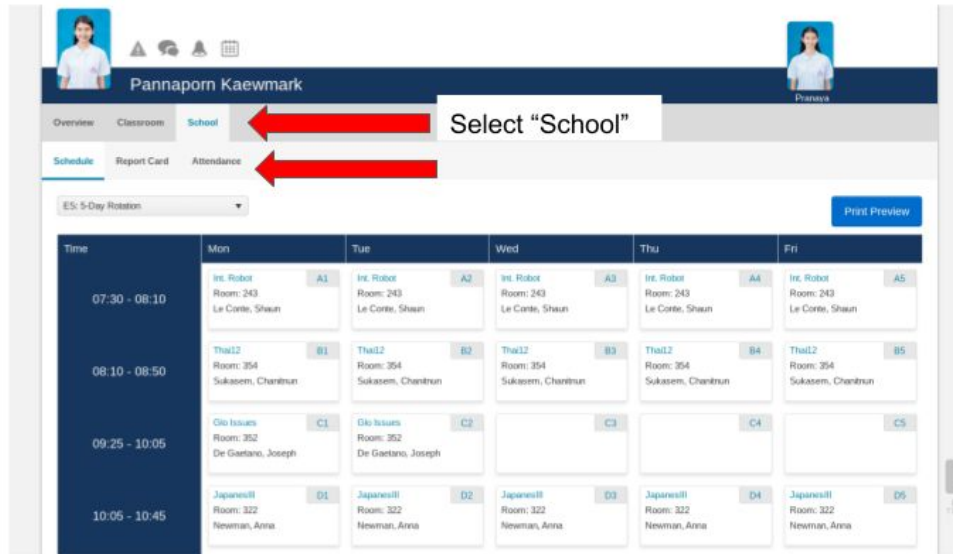 Pannaporn Kaewmark
Pranaya
Overview Classroom School
Select “School”
Schedule Report Card Attendance
ES: 5-Day Rotation
Print Preview
Time Mon Tue Wed Thu Fri
07:30 - 08:10
Int. Robot A1 Int. Robot A2 Int. Robot A3 Int. Robot A4 Int. Robot A5
Room: 243 Room: 243 Room: 243 Room: 243 Room: 243
Le Conte, Shaun Le Conte, Shaun Le Conte, Shaun Le Conte, Shaun Le Conte, Shaun
08:10 - 08:50
Thai12 B1 Thai12 B2 Thai12 B3 Thai12 B4 Thai12 B5
Room: 354 Room: 354 Room: 354 Room: 354 Room: 354
Sukasem, Chanitnun Sukasem, Chanitnun Sukasem, Chanitnun Sukasem, Chanitnun Sukasem, Chanitnun
09:25 - 10:05
Glo Issues C1 Glo Issues C2 C3 C4 C5
Room: 352 Room: 352
De Gaetano, Joseph De Gaetano, Joseph
10:05 - 10:45
JapanesIII D1 JapanesIII D2 JapanesIII D3 JapanesIII D4 JapanesIII D5
Room: 322 Room: 322 Room: 322 Room: 322 Room: 322
Newman, Anna Newman, Anna Newman, Anna Newman, Anna Newman, Anna